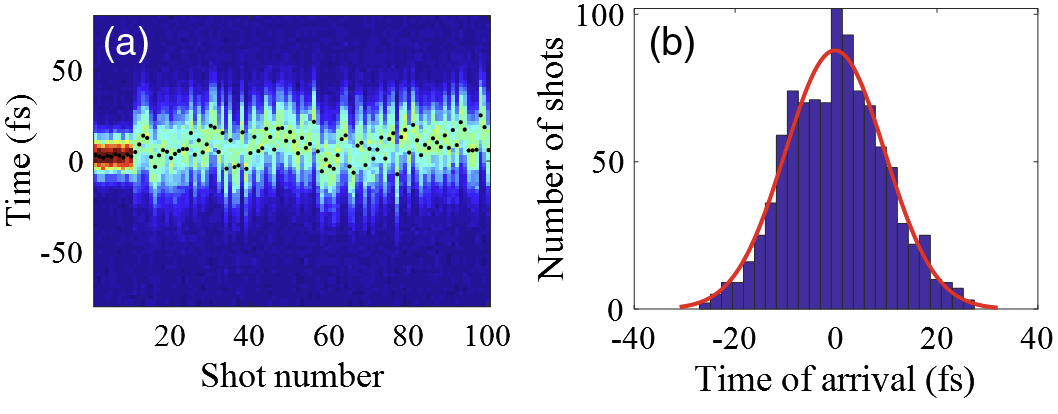 (a)
50
0
-50
Time (fs)
20 40 60 80 100
Shot number
(b)
100
50
0
Number of shots
-40 -20 0 20 40
Time of arrival (fs)